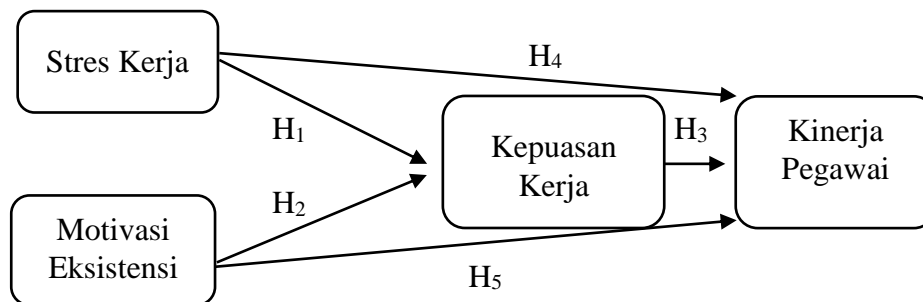 Stres Kerja
H4
H1
Kepuasan
Kerja
H3
Kinerja
Pegawai
H2
Motivasi
Eksistensi
H5